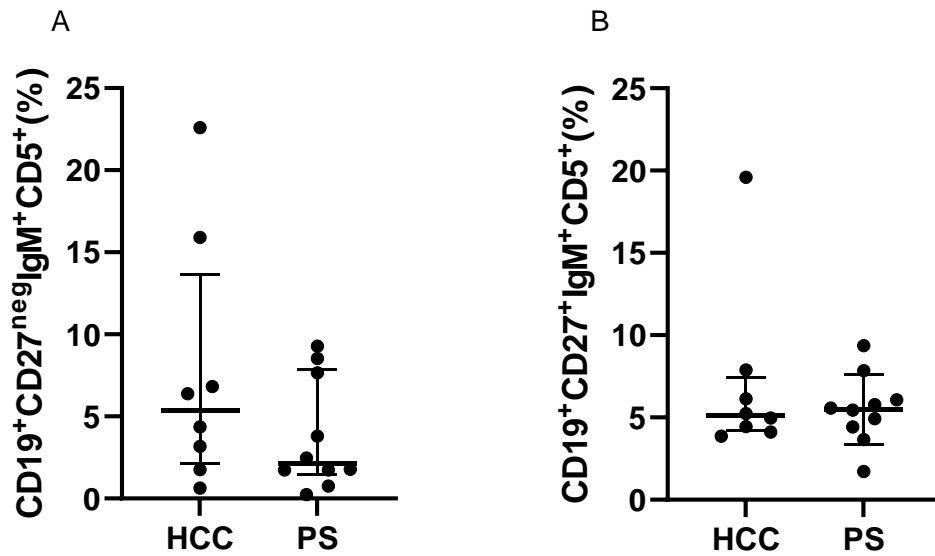 A
CD19⁺CD27ⁿᵉᵍIgM⁺CD5⁺(%)
25
20
15
10
5
0
HCC PS
B
CD19⁺CD27⁺IgM⁺CD5⁺(%)
25
20
15
10
5
0
HCC PS